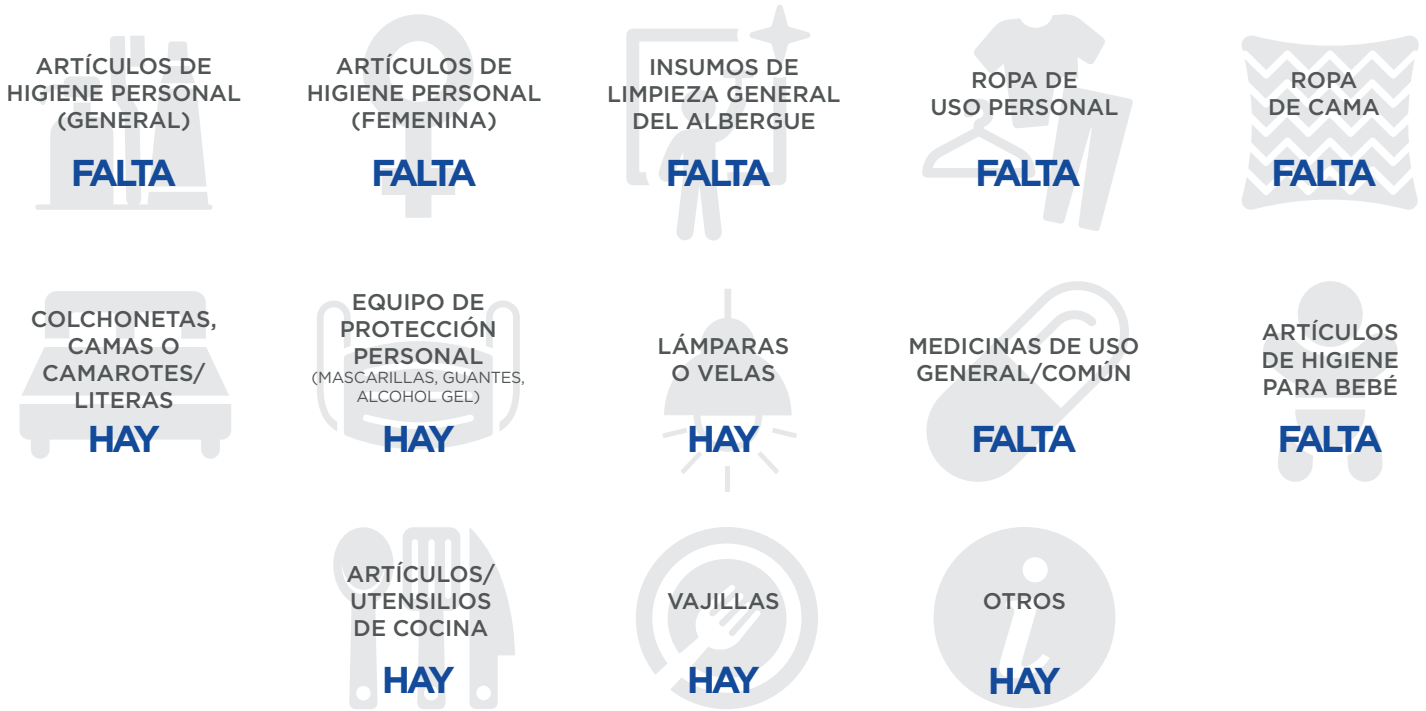 ARTÍCULOS DE
HIGIENE PERSONAL
(GENERAL)
FALTA
ARTÍCULOS DE
HIGIENE PERSONAL
(FEMENINA)
FALTA
INSUMOS DE
LIMPIEZA GENERAL
DEL ALBERGUE
FALTA
ROPA DE
USO PERSONAL
FALTA
ROPA
DE CAMA
FALTA
COLCHONETAS,
CAMAS O
CAMAROTES/
LITERAS
HAY
EQUIPO DE
PROTECCIÓN
PERSONAL
(MASCARILLAS, GUANTES,
ALCOHOL GEL)
HAY
LÁMPARAS
O VELAS
HAY
MEDICINAS DE USO
GENERAL/COMÚN
FALTA
ARTÍCULOS
DE HIGIENE
PARA BEBÉ
FALTA
ARTÍCULOS/
UTENSILIOS
DE COCINA
HAY
VAJILLAS
HAY
OTROS
HAY